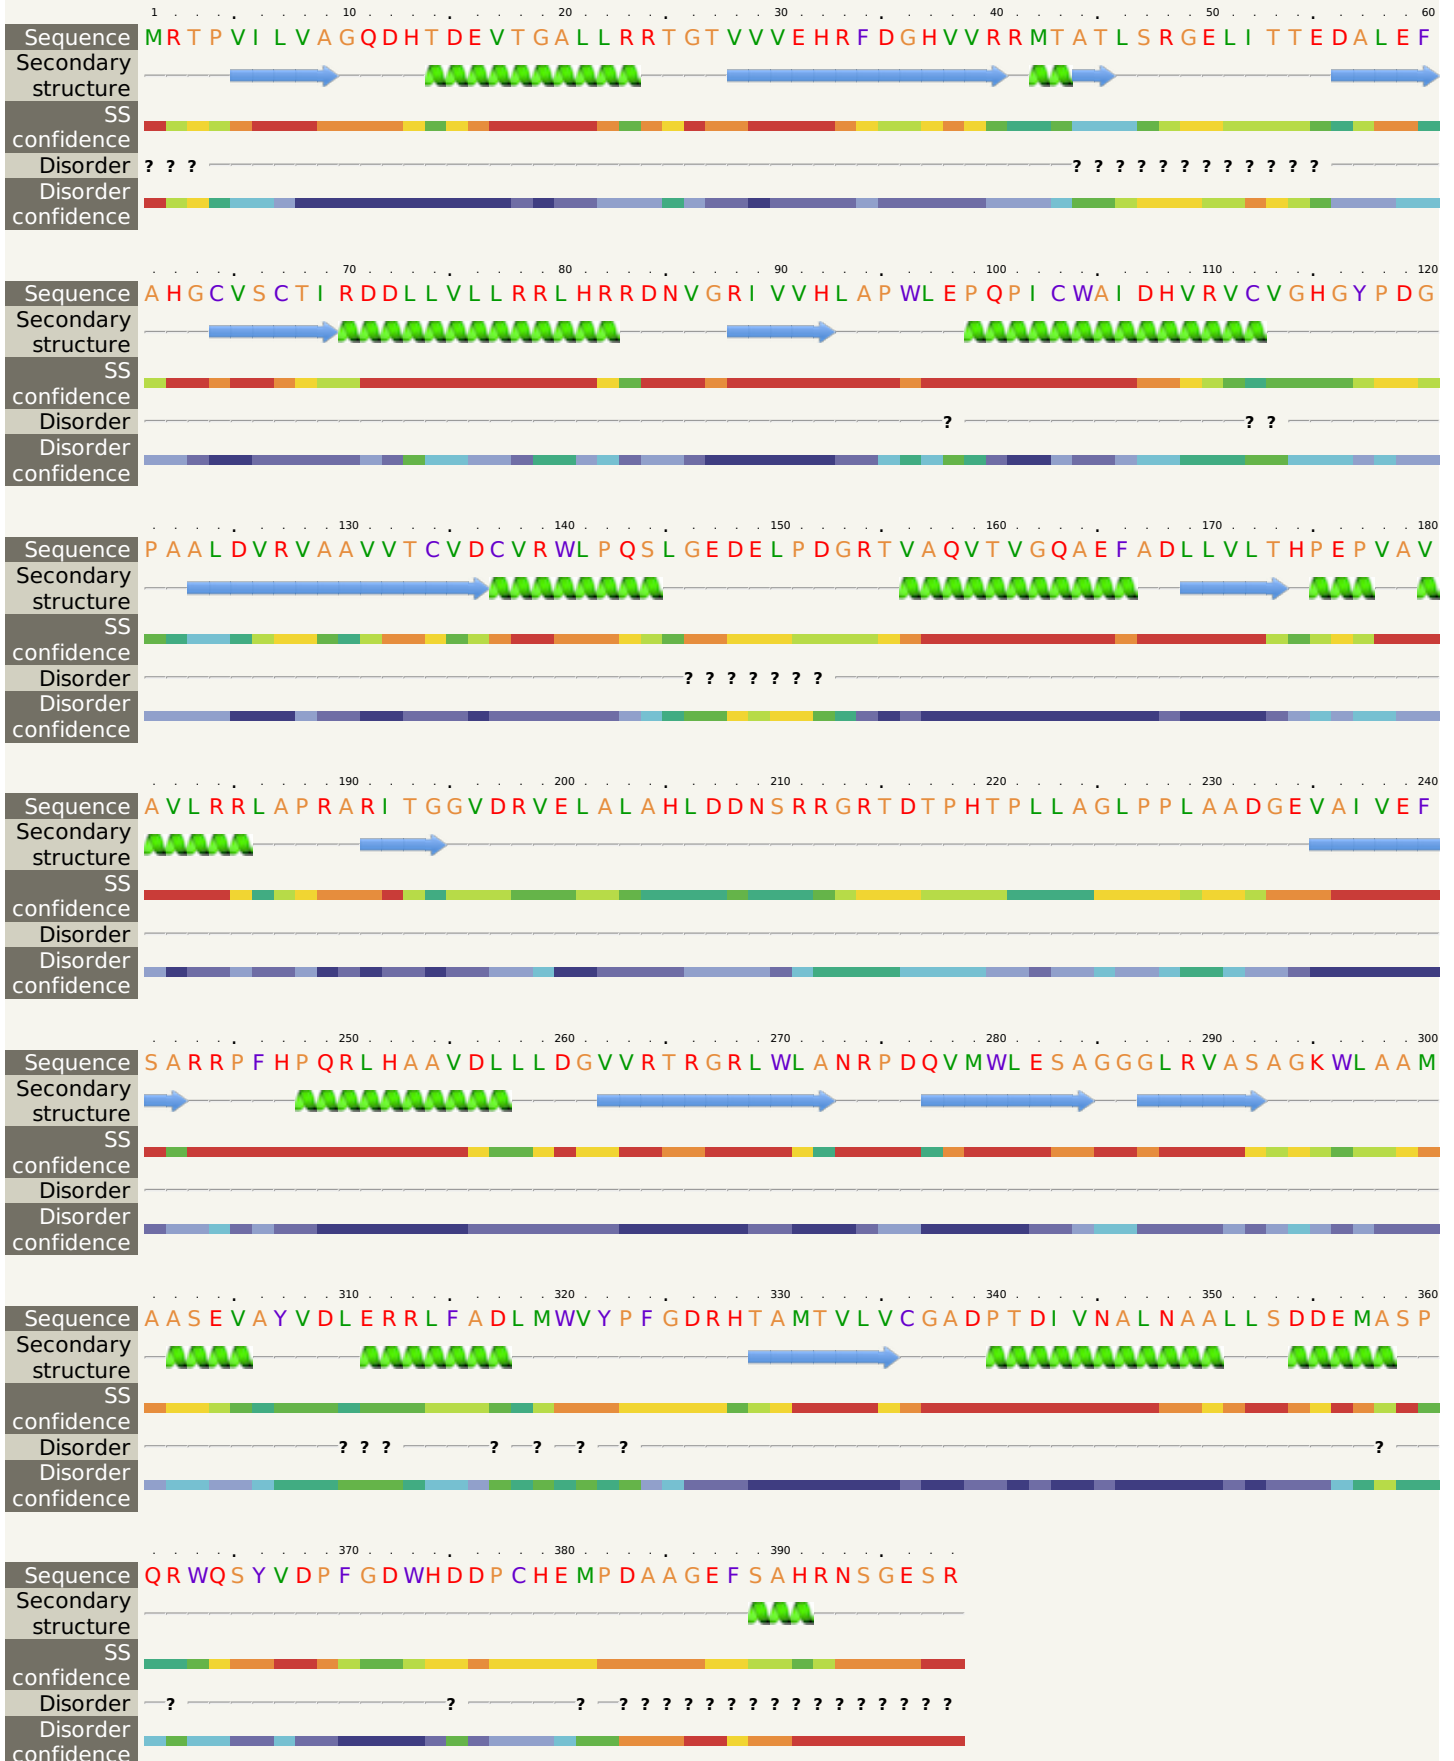 1 10 20 30 40 50 60
Sequence MRTPVILVAGQDHTDEVTGALLRRTGTVVVEHRFDGHVVRRMTATLSRGELITTEDALEF
Secondary
structure
SS
confidence
Disorder ? ? ? ? ? ? ? ? ? ? ? ? ? ? ?
Disorder
confidence
70 80 90 100 110 120
Sequence AHGCVSCTIRDDLLVLLRRLHRRDNVGRIVVHLAPWLEPQPICWAIDHVRVCVGHGYPDG
Secondary
structure
SS
confidence
Disorder ? ? ?
Disorder
confidence
130 140 150 160 170 180
Sequence PAALDVRVAAVVTCVDCVRWLPQSLGEDELPDGRTVAQVTVGQAEFADLLVLTHPEPVAV
Secondary
structure
SS
confidence
Disorder ? ? ? ? ? ? ?
Disorder
confidence
190 200 210 220 230 240
Sequence AVLRRLAPRARITGGVDRVELALAHLDDNSRRGRTDTPHTPLLAGLPPLAADGEVAIVEF
Secondary
structure
SS
confidence
Disorder
Disorder
confidence
250 260 270 280 290 300
Sequence SARRPFHPQRLHAAVDLLLDGVVRTRGRLWLANRPDQVMWLESAGGGLRVASAGKWLAAM
Secondary
structure
SS
confidence
Disorder
Disorder
confidence
310 320 330 340 350 360
Sequence AASEVAYVDLERRLFADLMWVYPFGDRHTAMTVLVCGADPTDIVNALNAALLSDDEMASP
Secondary
structure
SS
confidence
Disorder ? ? ? ? ? ? ? ?
Disorder
confidence
370 380 390
Sequence QRWQSYVDPFGDWHDDPCHEMPDAAGEFSAHRNSGESR
Secondary
structure
SS
confidence
Disorder ? ? ? ? ? ? ? ? ? ? ? ? ? ? ? ? ? ? ?
Disorder
confidence